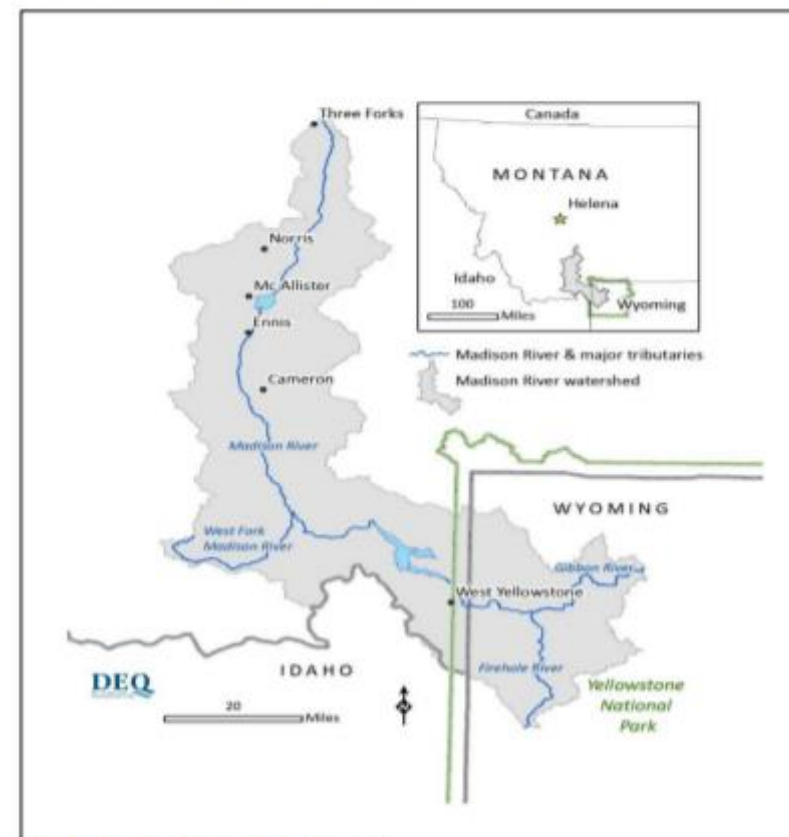 Three Forks
Canada
MONTANA
Helena
Norris
Idaho
Mc Allister
Wyoming
100
Miles
Ennis
Madison River & major tributaries
Madison River watershed
Cameron
Madison River
WYOMING
West Fork
Madison River
Gibbon River
West Yellowstone
IDAHO
Firehole River
DEQ
Yellowstone
National
Park
20
Miles
N